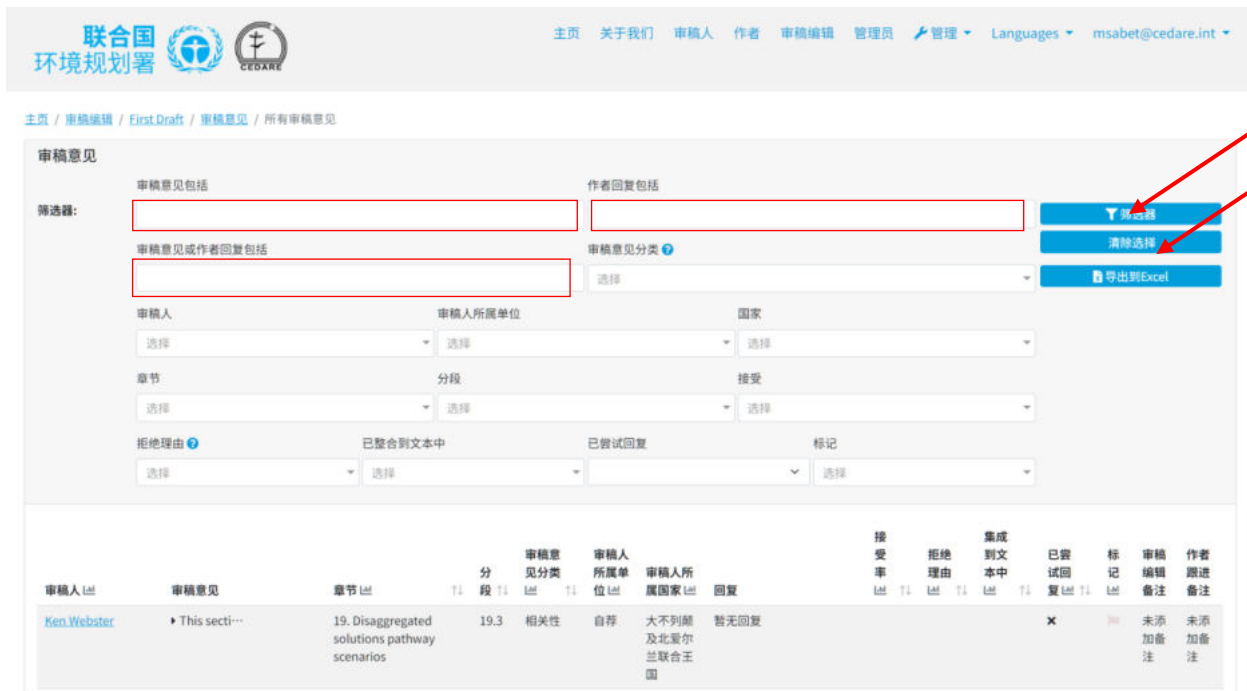 联合国
环境规划署
CEDARE
主页 关于我们 审稿人 作者 审稿编辑 管理员 管理 Languages msabet@cedare.int
主页 / 审稿编辑 / First Draft / 审稿意见 / 所有审稿意见
审稿意见
审稿意见包括 作者回复包括
筛选器:
筛选器
审稿意见或作者回复包括 审稿意见分类
清除选择
选择
导出到Excel
审稿人 审稿人所属单位 国家
选择 选择 选择
章节 分段 接受
选择 选择 选择
拒绝理由 已整合到文本中 已尝试回复 标记
选择 选择 选择
审稿人 审稿意见 章节 分段 审稿意见分类 审稿人所属单位 审稿人所属国家 回复 接受率 拒绝理由 集成到文本中 已尝试回复 标记 审稿编辑备注 作者跟进备注
Ken Webster This secti… 19. Disaggregated solutions pathway scenarios 19.3 相关性 自荐 大不列颠及北爱尔兰联合王国 暂无回复 未添加备注 未添加备注